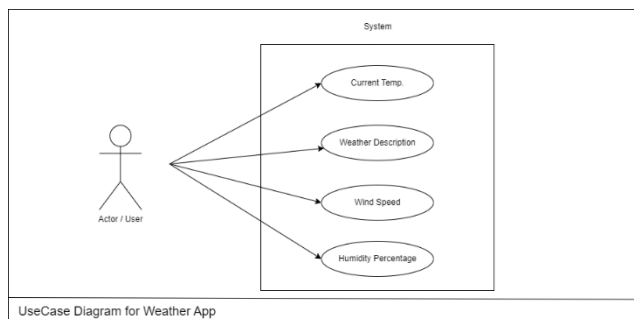 System
Current Temp.
Weather Description
Wind Speed
Actor / User
Humidity Percentage
UseCase Diagram for Weather App